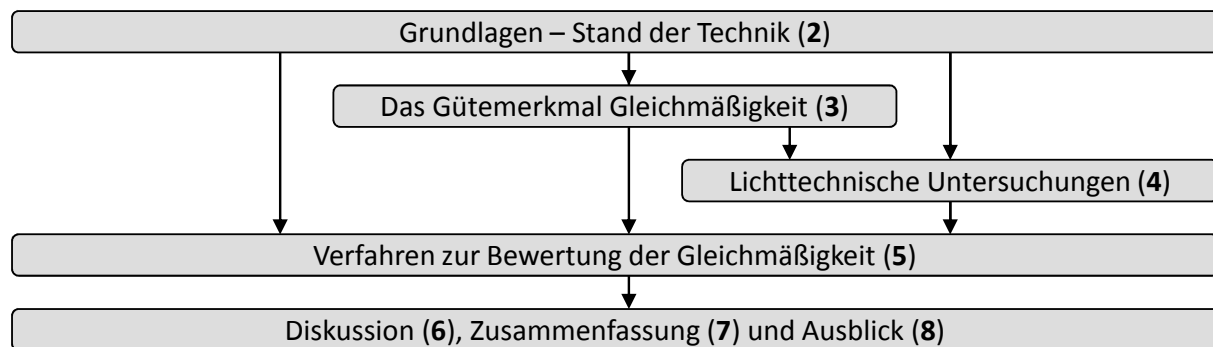 Grundlagen – Stand der Technik (2)
Das Gütemerkmal Gleichmäßigkeit (3)
Lichttechnische Untersuchungen (4)
Verfahren zur Bewertung der Gleichmäßigkeit (5)
Diskussion (6), Zusammenfassung (7) und Ausblick (8)